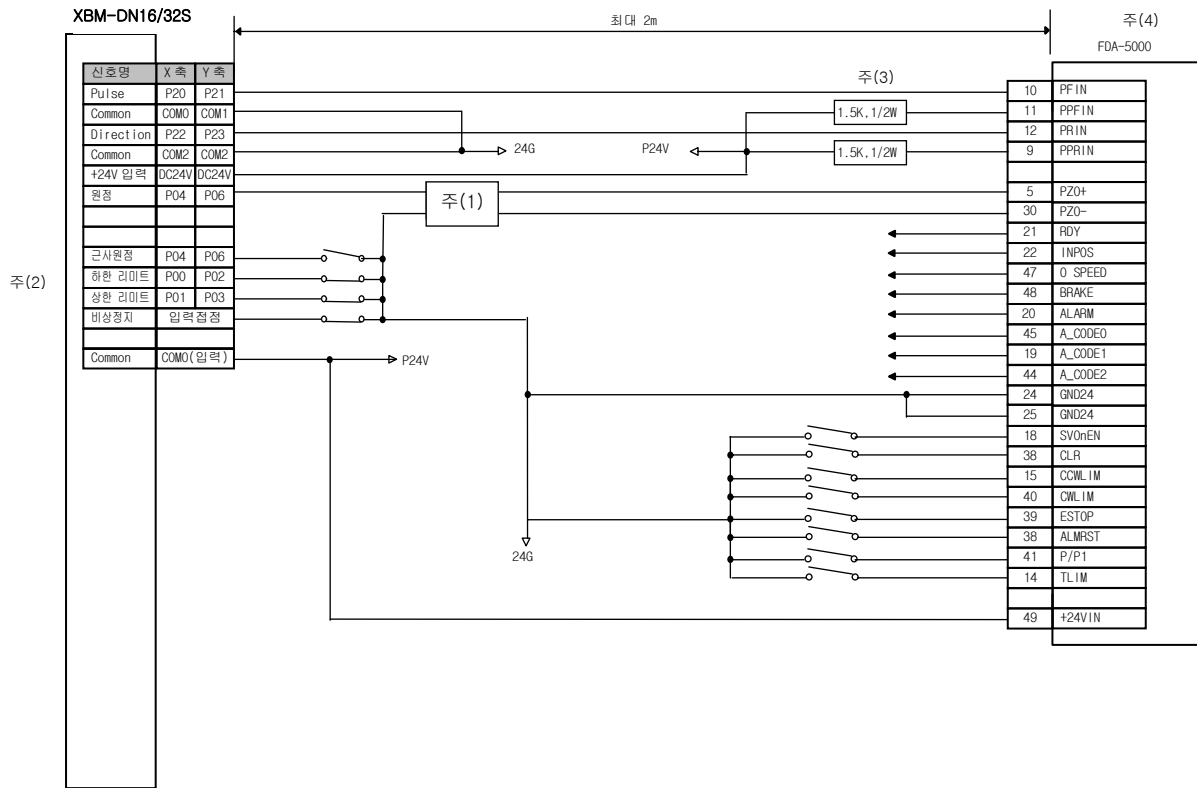 XBM-DN16/32S
최대 2m
주(4)
FDA-5000
신호명 X 축 Y 축
Pulse P20 P21
Common COM0 COM1
Direction P22 P23
Common COM2 COM2
+24V 입력 DC24V DC24V
원점 P04 P06
근사원점 P04 P06
하한 리미트 P00 P02
상한 리미트 P01 P03
비상정지 입력접점
Common COM0(입력)
주(2)
24G
P24V
주(3)
1.5K,1/2W
1.5K,1/2W
주(1)
P24V
24G
10 PFIN
11 PPFIN
12 PRIN
9 PPRIN
5 PZO+
30 PZO-
21 RDY
22 INPOS
47 0 SPEED
48 BRAKE
20 ALARM
45 A_CODE0
19 A_CODE1
44 A_CODE2
24 GND24
25 GND24
18 SVOnEN
38 CLR
15 CCWLIM
40 CWLIM
39 ESTOP
38 ALMRST
41 P/P1
14 TLIM
49 +24VIN